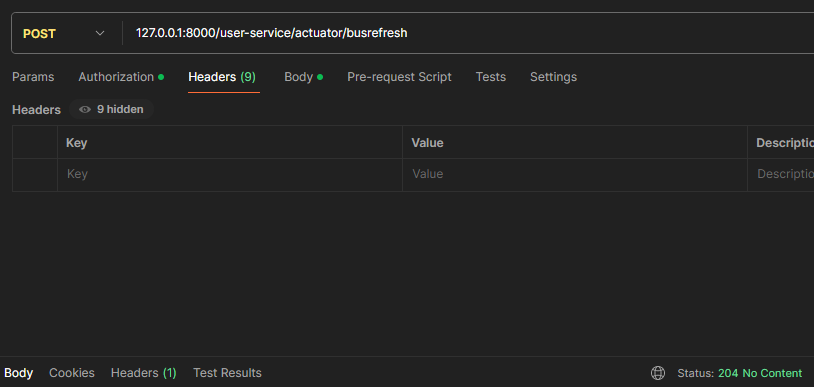 POST 127.0.0.1:8000/user-service/actuator/busrefresh
Params Authorization Headers (9) Body Pre-request Script Tests Settings
Headers 9 hidden
Key Value Descriptio
Key Value Descriptio
Body Cookies Headers (1) Test Results Status: 204 No Content